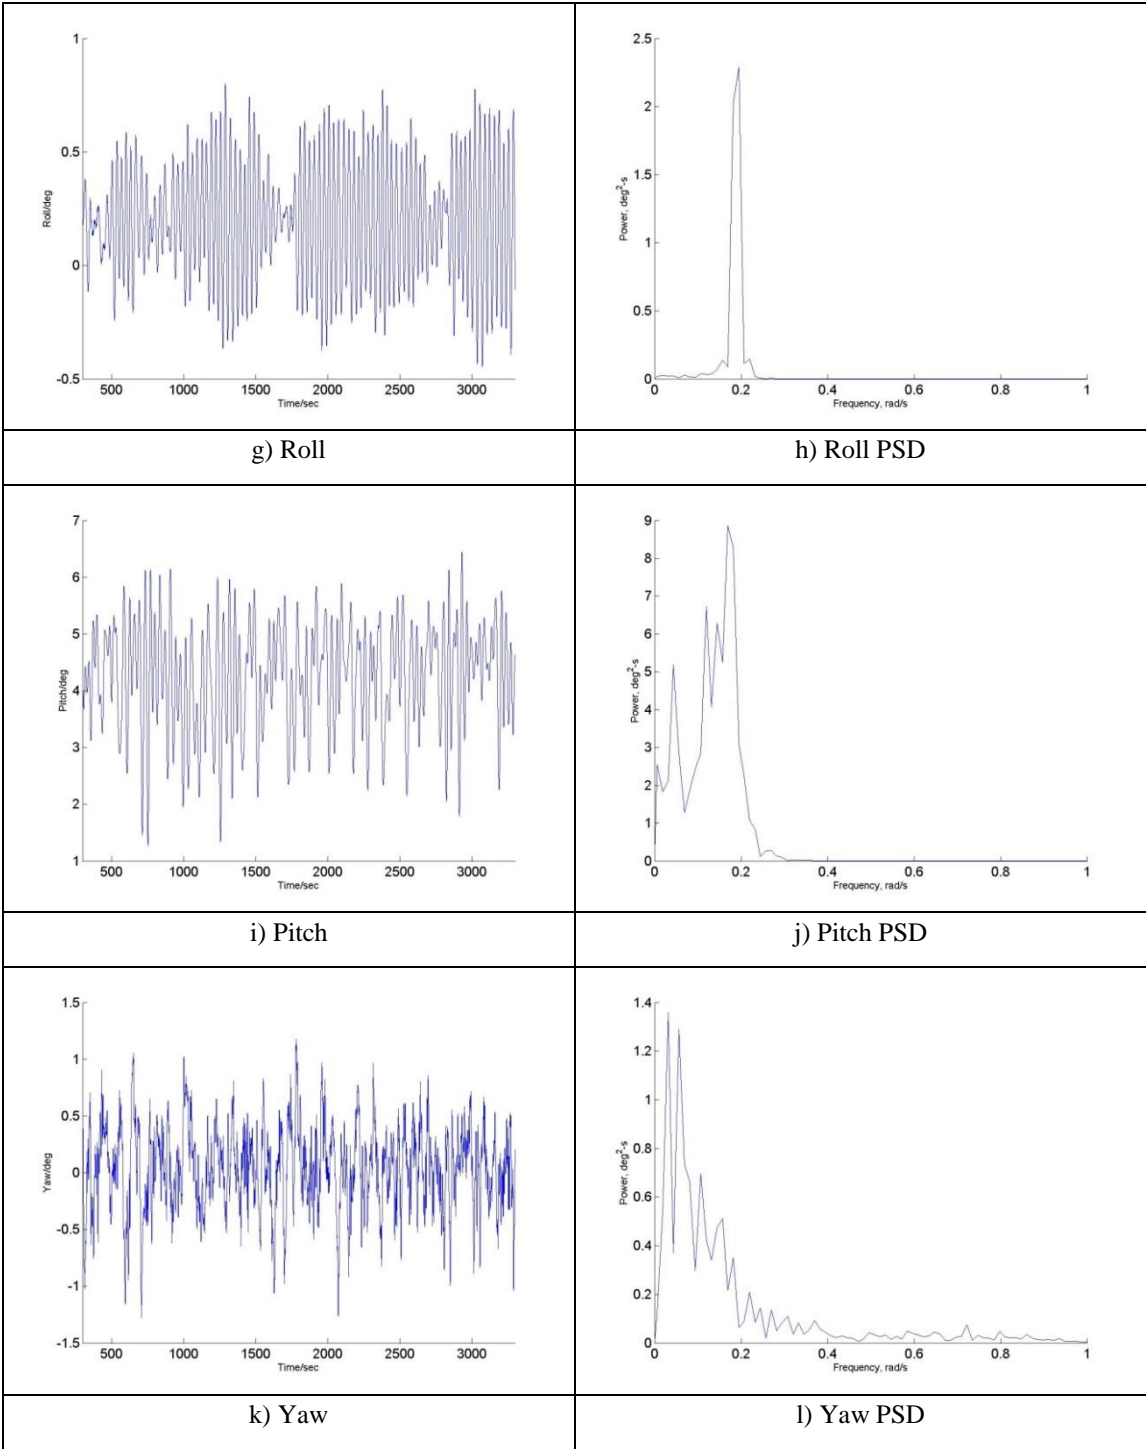 1
0.5
0
-0.5
Roll/deg
500 1000 1500 2000 2500 3000
Time/sec
2.5
2
1.5
1
0.5
0
Power, deg²-s
0 0.2 0.4 0.6 0.8 1
Frequency, rad/s
g) Roll
h) Roll PSD
7
6
5
4
3
2
1
Pitch/deg
500 1000 1500 2000 2500 3000
Time/sec
9
8
7
6
5
4
3
2
1
0
Power, deg²-s
0 0.2 0.4 0.6 0.8 1
Frequency, rad/s
i) Pitch
j) Pitch PSD
1.5
1
0.5
0
-0.5
-1
-1.5
Yaw/deg
500 1000 1500 2000 2500 3000
Time/sec
1.4
1.2
1
0.8
0.6
0.4
0.2
0
Power, deg²-s
0 0.2 0.4 0.6 0.8 1
Frequency, rad/s
k) Yaw
l) Yaw PSD